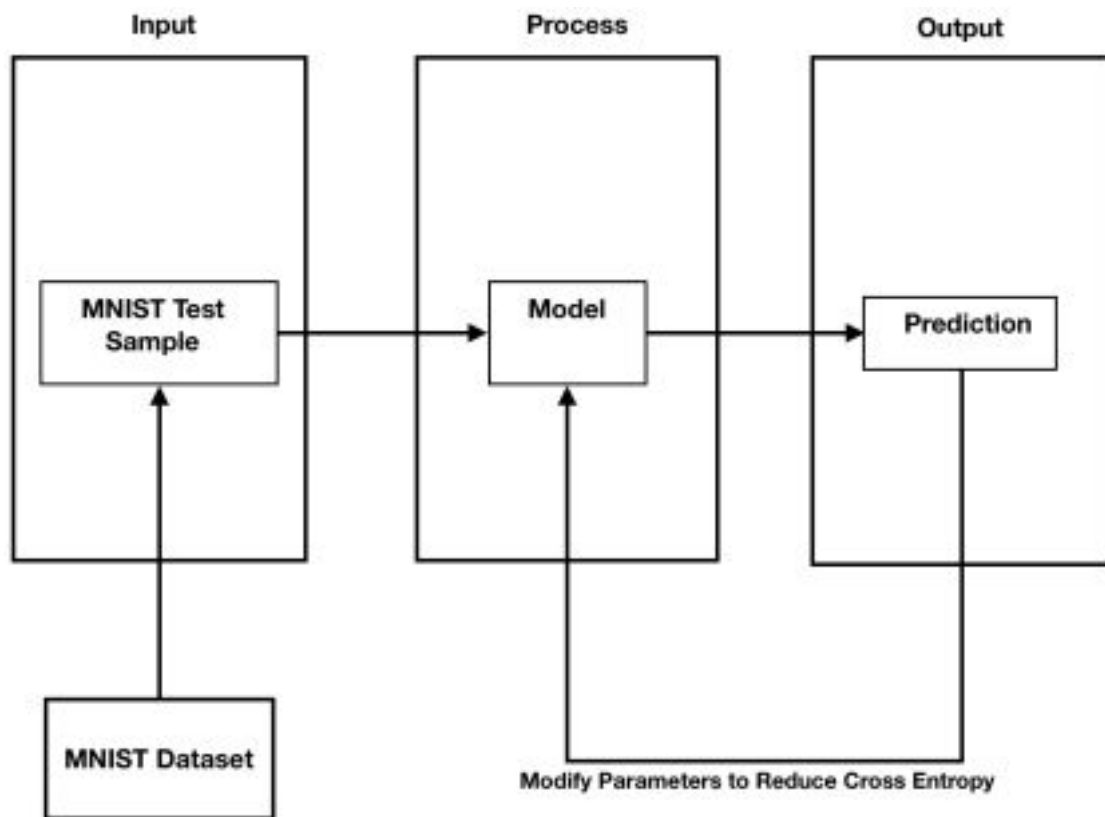 Input
Process
Output
MNIST Test
Sample
Model
Prediction
MNIST Dataset
Modify Parameters to Reduce Cross Entropy